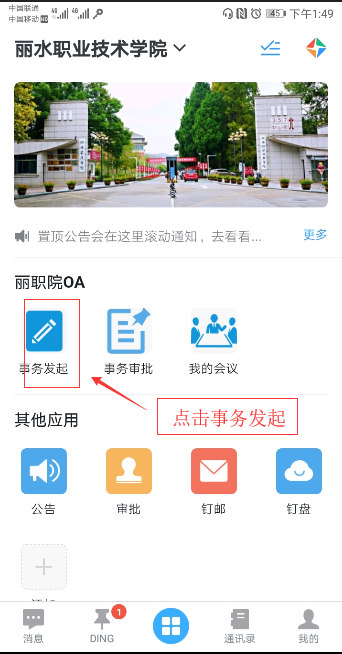 中国联通
中国移动 HD
4G 4G 45 下午1:49
丽水职业技术学院
置顶公告会在这里滚动通知，去看看... 更多
丽职院OA
事务发起 事务审批 我的会议
点击事务发起
其他应用
公告 审批 钉邮 钉盘
1
消息 DING 通讯录 我的